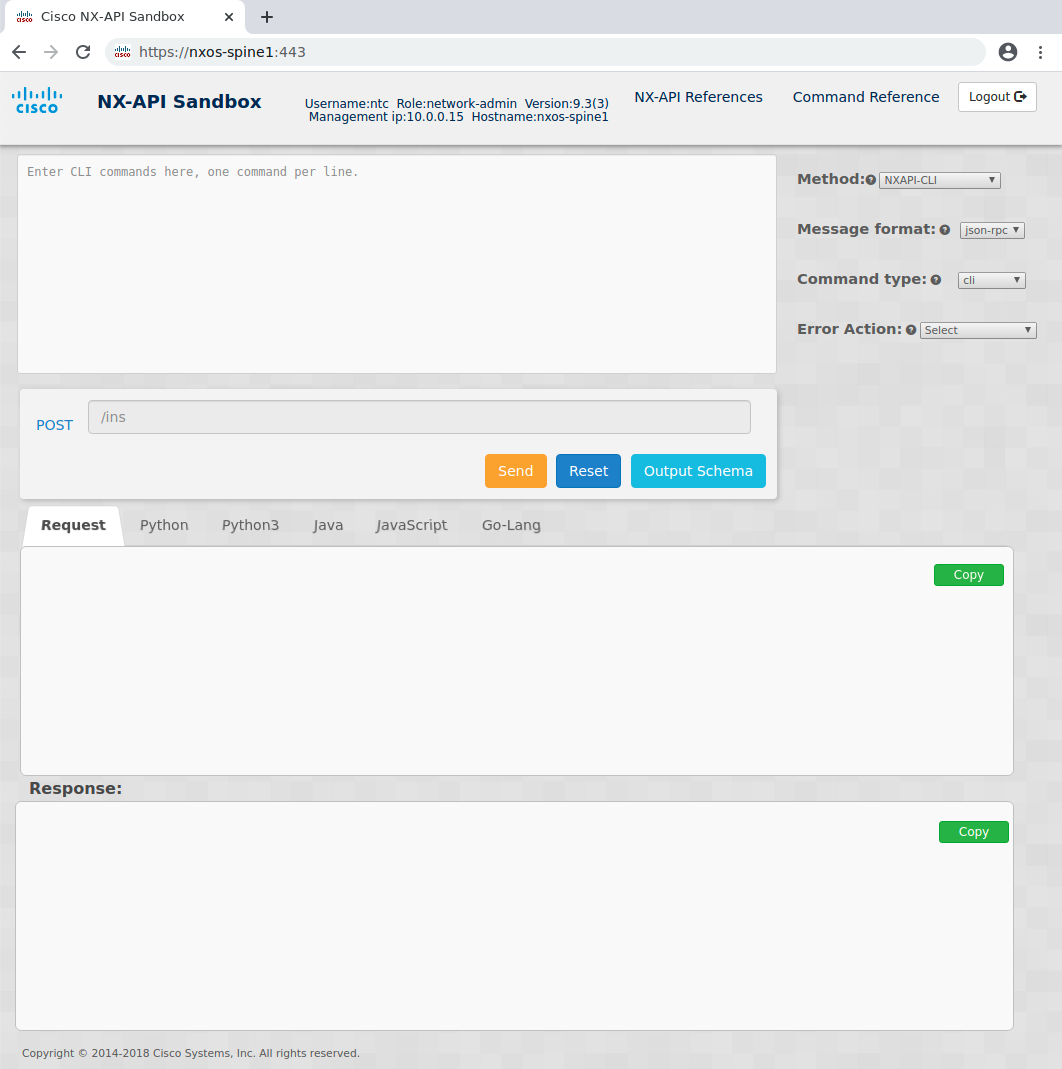 Cisco NX-API Sandbox
https://nxos-spine1:443
CISCO
NX-API Sandbox
Username:ntc Role:network-admin Version:9.3(3)
Management ip:10.0.0.15 Hostname:nxos-spine1
NX-API References
Command Reference
Logout
Enter CLI commands here, one command per line.
Method:
NXAPI-CLI
Message format:
json-rpc
Command type:
cli
Error Action:
Select
POST
/ins
Send
Reset
Output Schema
Request
Python
Python3
Java
JavaScript
Go-Lang
Copy
Response:
Copy
Copyright © 2014-2018 Cisco Systems, Inc. All rights reserved.